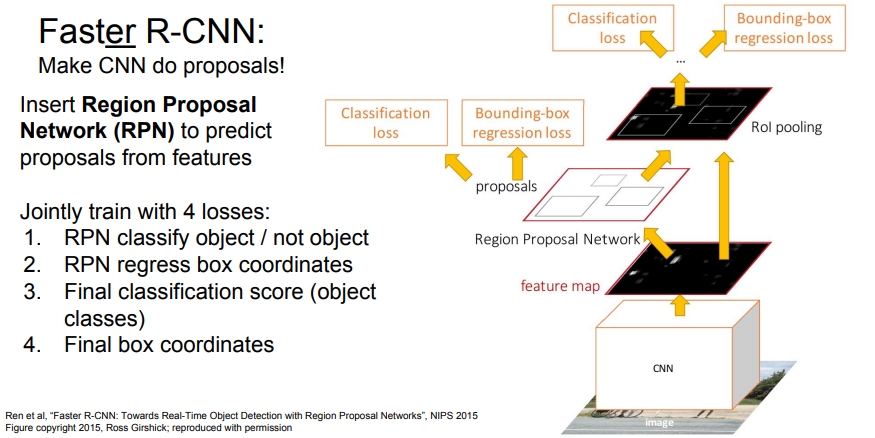 Faster R-CNN:
Make CNN do proposals!
Insert Region Proposal
Network (RPN) to predict
proposals from features
Jointly train with 4 losses:
1. RPN classify object / not object
2. RPN regress box coordinates
3. Final classification score (object
classes)
4. Final box coordinates
Classification
loss
Bounding-box
regression loss
...
RoI pooling
Classification
loss
Bounding-box
regression loss
proposals
Region Proposal Network
feature map
CNN
image
Ren et al, “Faster R-CNN: Towards Real-Time Object Detection with Region Proposal Networks”, NIPS 2015
Figure copyright 2015, Ross Girshick; reproduced with permission